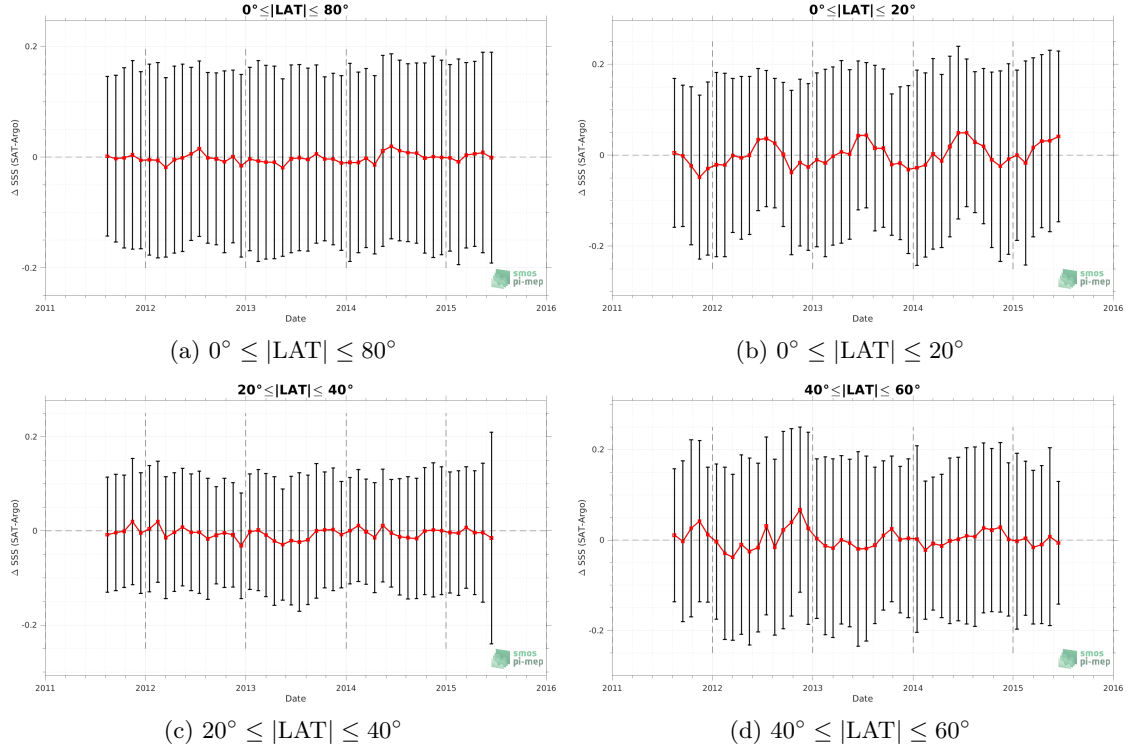 0°≤|LAT|≤ 80°
0.2
0
-0.2
Δ SSS (SAT-Argo)
2011 2012 2013 2014 2015 2016
Date
smos
pi-mep
(a) 0° ≤ |LAT| ≤ 80°
0°≤|LAT|≤ 20°
0.2
0
-0.2
Δ SSS (SAT-Argo)
2011 2012 2013 2014 2015 2016
Date
smos
pi-mep
(b) 0° ≤ |LAT| ≤ 20°
20°≤|LAT|≤ 40°
0.2
0
-0.2
Δ SSS (SAT-Argo)
2011 2012 2013 2014 2015 2016
Date
smos
pi-mep
(c) 20° ≤ |LAT| ≤ 40°
40°≤|LAT|≤ 60°
0.2
0
-0.2
Δ SSS (SAT-Argo)
2011 2012 2013 2014 2015 2016
Date
smos
pi-mep
(d) 40° ≤ |LAT| ≤ 60°